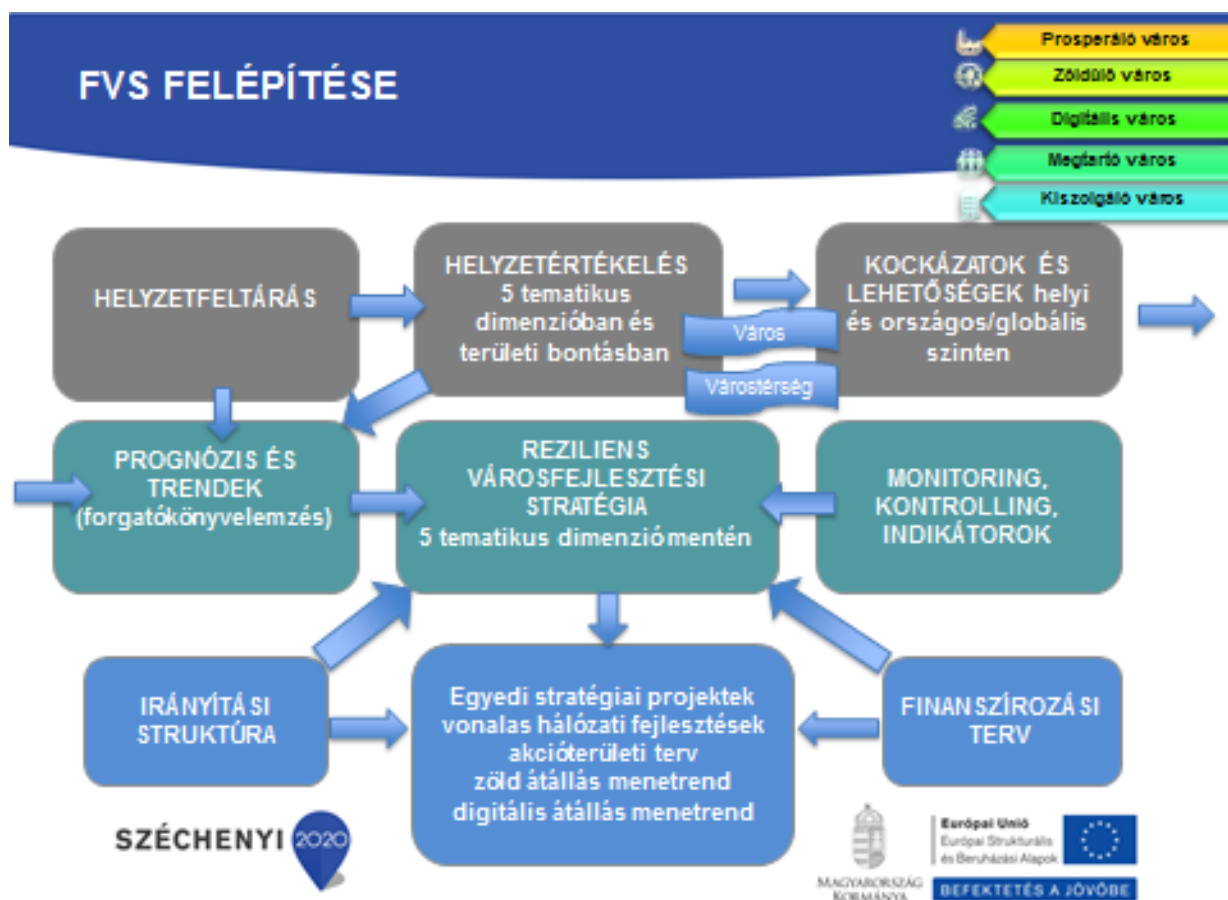 FVS FELÉPÍTÉSE
Prosperáló város
Zöldülő város
Digitális város
Megtartó város
Kiszolgáló város
HELYZETFELTÁRÁS
HELYZETÉRTÉKELÉS
5 tematikus
dimenzióban és
területi bontásban
Város
Várostérség
KOCKÁZATOK ÉS
LEHETŐSÉGEK helyi
és országos/globális
szinten
PROGNÓZIS ÉS
TRENDEK
(forgatókönyvelemzés)
REZILIENS
VÁROSFEJLESZTÉSI
STRATÉGIA
5 tematikus dimenzió mentén
MONITORING,
KONTROLLING,
INDIKÁTOROK
IRÁNYÍTÁSI
STRUKTÚRA
Egyedi stratégiai projektek
vonalas hálózati fejlesztések
akcióterületi terv
zöld átállás menetrend
digitális átállás menetrend
FINANSZÍROZÁSI
TERV
SZÉCHENYI 2020
MAGYARORSZÁG
KORMÁNYA
Európai Unió
Európai Strukturális
és Beruházási Alapok
BEFEKTETÉS A JÖVŐBE